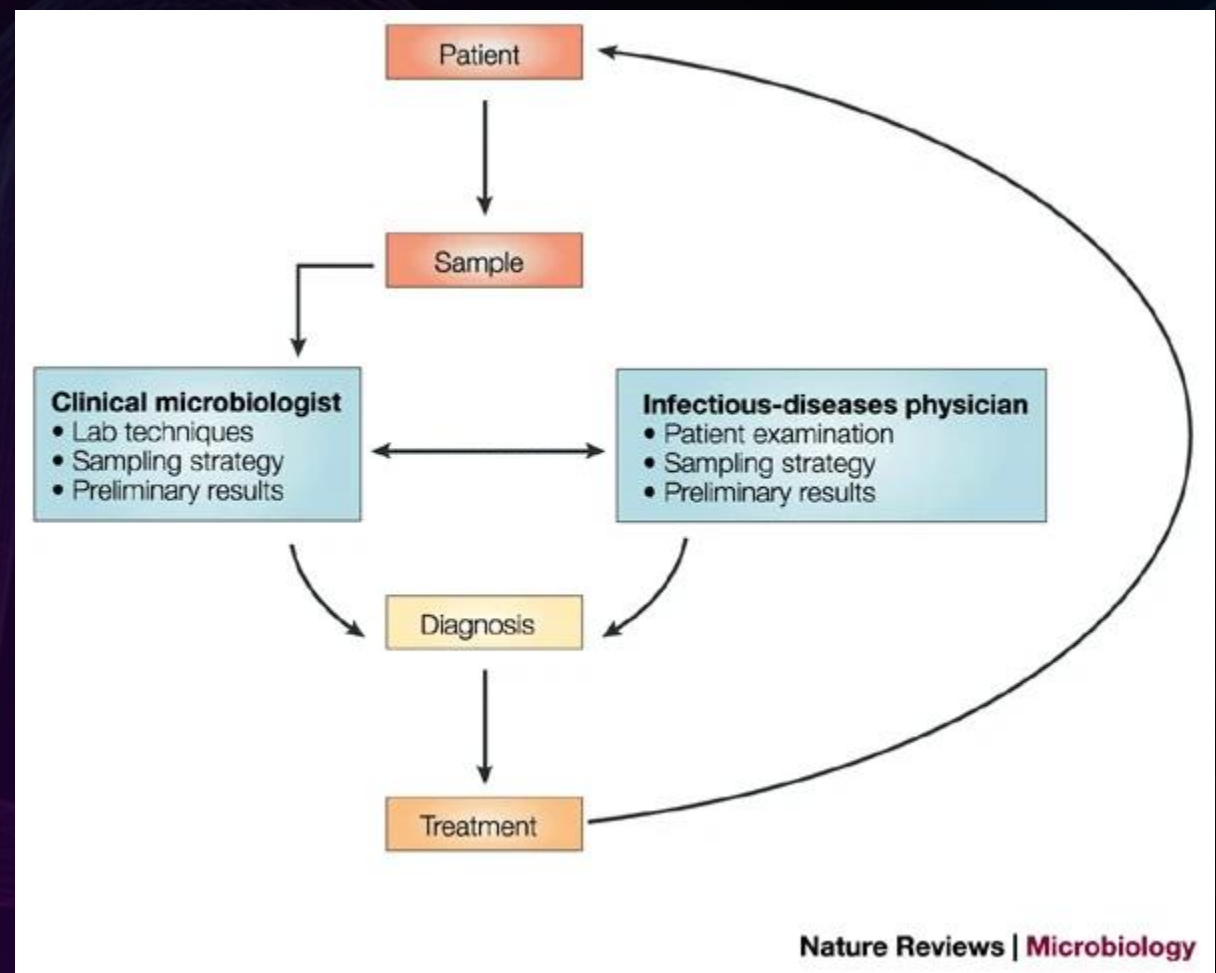 Patient
Sample
Clinical microbiologist
• Lab techniques
• Sampling strategy
• Preliminary results
Infectious-diseases physician
• Patient examination
• Sampling strategy
• Preliminary results
Diagnosis
Treatment
Nature Reviews | Microbiology